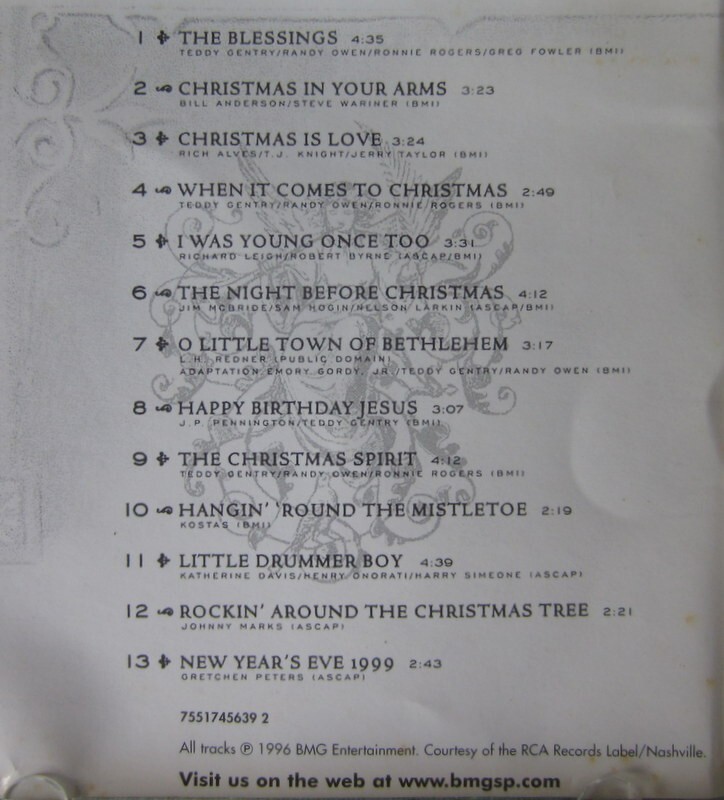 1 THE BLESSINGS 4:35
TEDDY GENTRY/RANDY OWEN/RONNIE ROGERS/GREG FOWLER (BMI)
2 CHRISTMAS IN YOUR ARMS 3:23
BILL ANDERSON/STEVE WARINER (BMI)
3 CHRISTMAS IS LOVE 3:24
RICH ALVES/T.J. KNIGHT/JERRY TAYLOR (BMI)
4 WHEN IT COMES TO CHRISTMAS 2:49
TEDDY GENTRY/RANDY OWEN/RONNIE ROGERS (BMI)
5 I WAS YOUNG ONCE TOO 3:31
RICHARD LEIGH/ROBERT BYRNE (ASCAP/BMI)
6 THE NIGHT BEFORE CHRISTMAS 4:12
JIM MCBRIDE/SAM HOGIN/NELSON LARKIN (ASCAP/BMI)
7 O LITTLE TOWN OF BETHLEHEM 3:17
L.H. REDNER (PUBLIC DOMAIN)
ADAPTATION: EMORY GORDY, JR./TEDDY GENTRY/RANDY OWEN (BMI)
8 HAPPY BIRTHDAY JESUS 3:07
J.P. PENNINGTON/TEDDY GENTRY (BMI)
9 THE CHRISTMAS SPIRIT 4:12
TEDDY GENTRY/RANDY OWEN/RONNIE ROGERS (BMI)
10 HANGIN' 'ROUND THE MISTLETOE 2:19
KOSTAS (BMI)
11 LITTLE DRUMMER BOY 4:39
KATHERINE DAVIS/HENRY ONORATI/HARRY SIMEONE (ASCAP)
12 ROCKIN' AROUND THE CHRISTMAS TREE 2:21
JOHNNY MARKS (ASCAP)
13 NEW YEAR'S EVE 1999 2:43
GRETCHEN PETERS (ASCAP)
7551745639 2
All tracks ℗ 1996 BMG Entertainment. Courtesy of the RCA Records Label/Nashville.
Visit us on the web at www.bmgsp.com